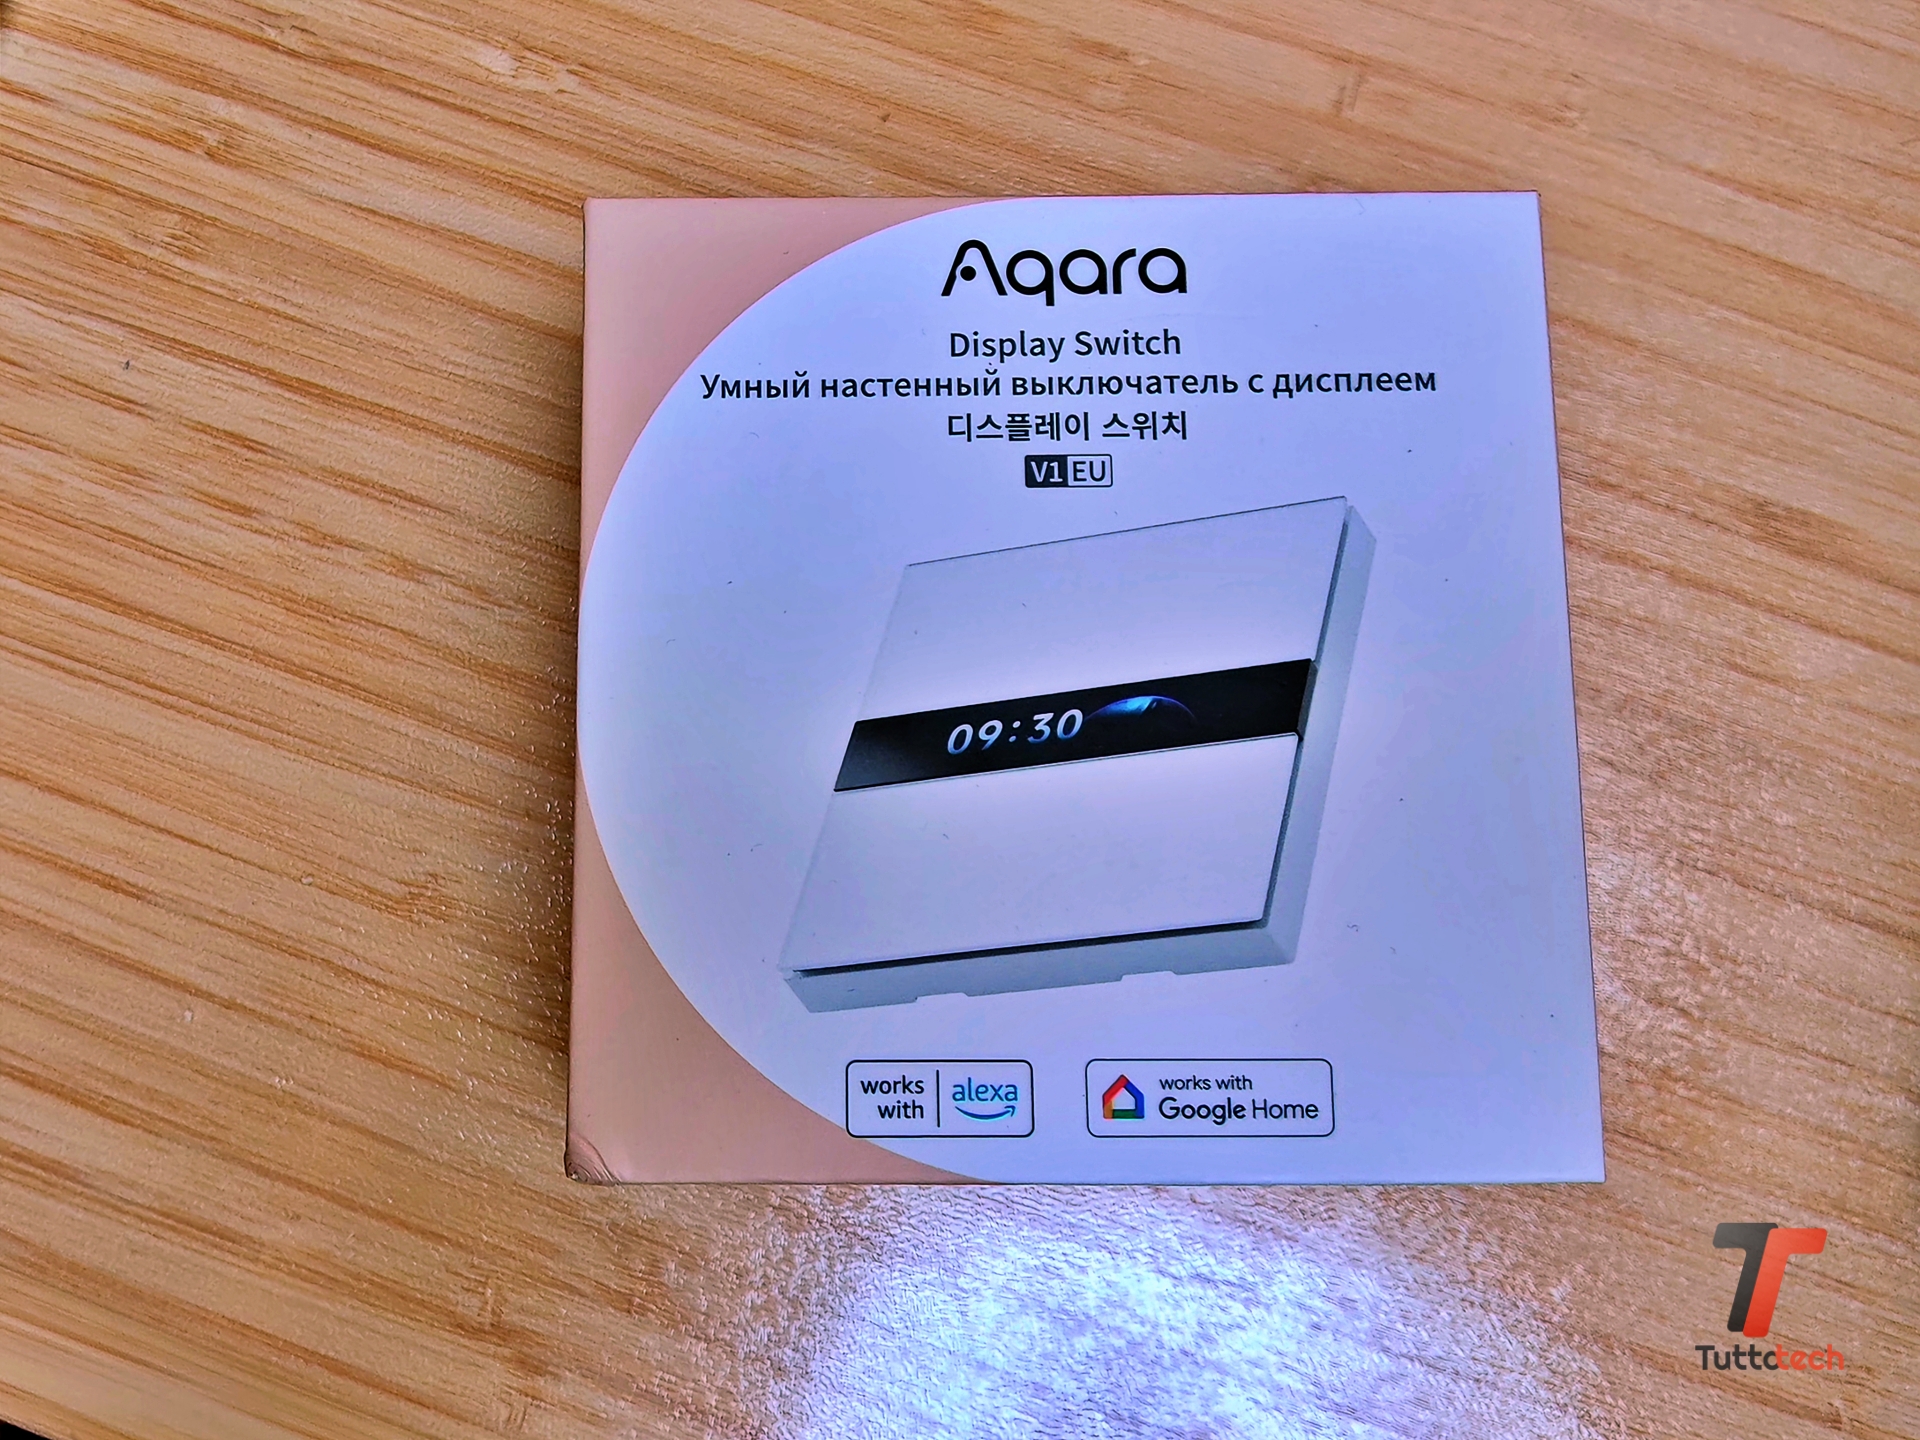 Aqara
Display Switch
Умный настенный выключатель с дисплеем
디스플레이 스위치
V1 EU
09:30
works with alexa
works with
Google Home
Tuttotech